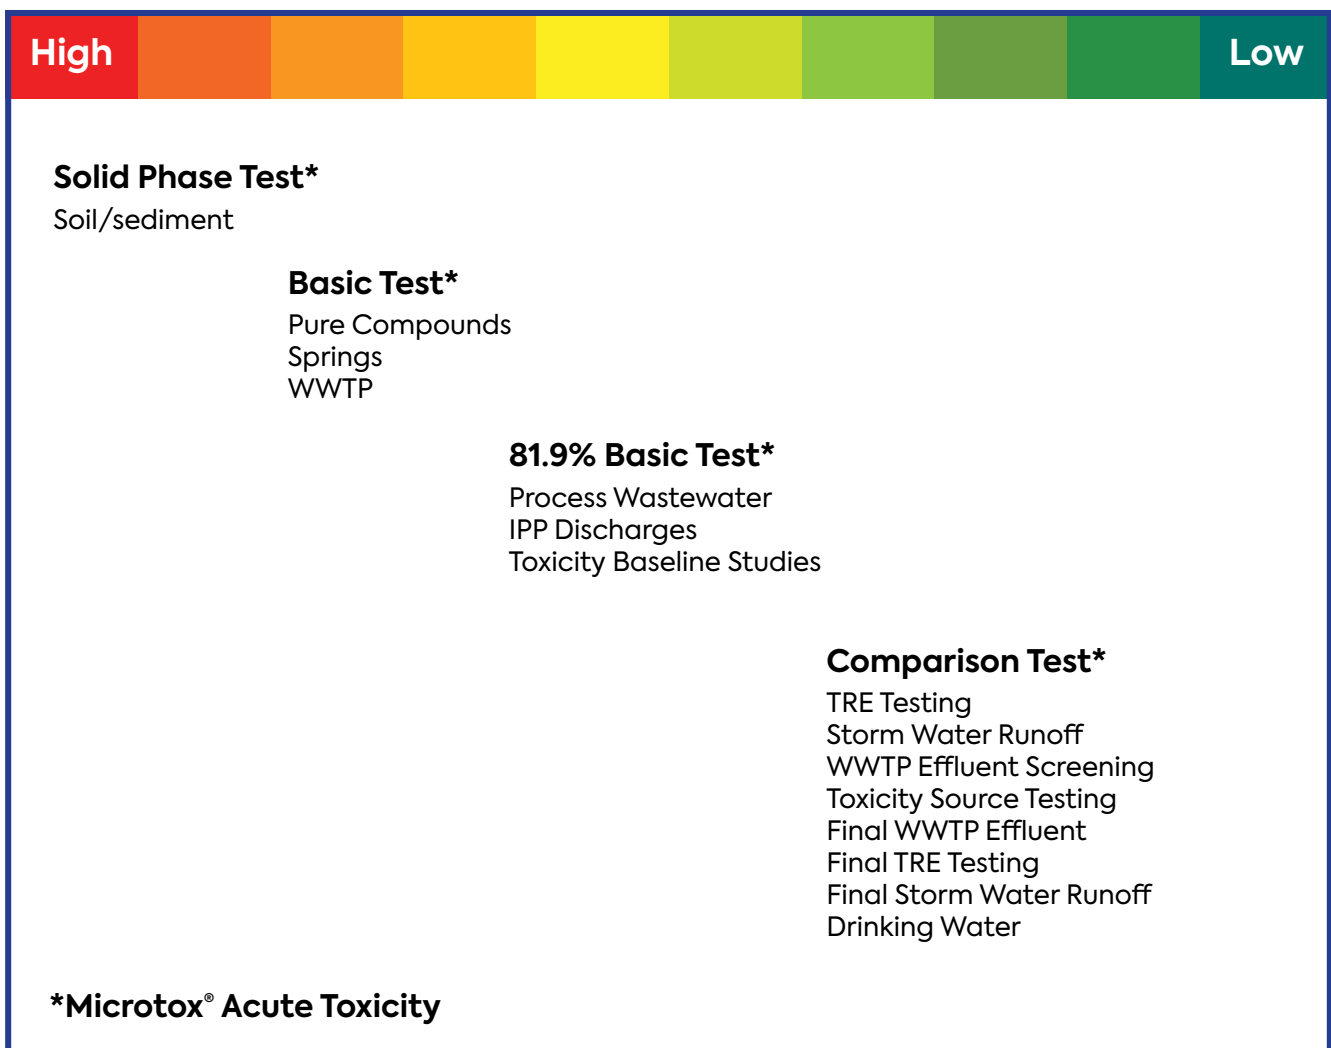 High
Low
Solid Phase Test*
Soil/sediment
Basic Test*
Pure Compounds
Springs
WWTP
81.9% Basic Test*
Process Wastewater
IPP Discharges
Toxicity Baseline Studies
Comparison Test*
TRE Testing
Storm Water Runoff
WWTP Effluent Screening
Toxicity Source Testing
Final WWTP Effluent
Final TRE Testing
Final Storm Water Runoff
Drinking Water
*Microtox® Acute Toxicity